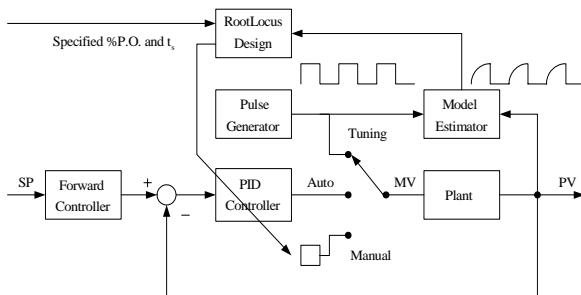 RootLocus
Design
Specified %P.O. and ts
Pulse
Generator
Model
Estimator
Tuning
SP
Forward
Controller
+
−
PID
Controller
Auto
MV
Plant
PV
Manual